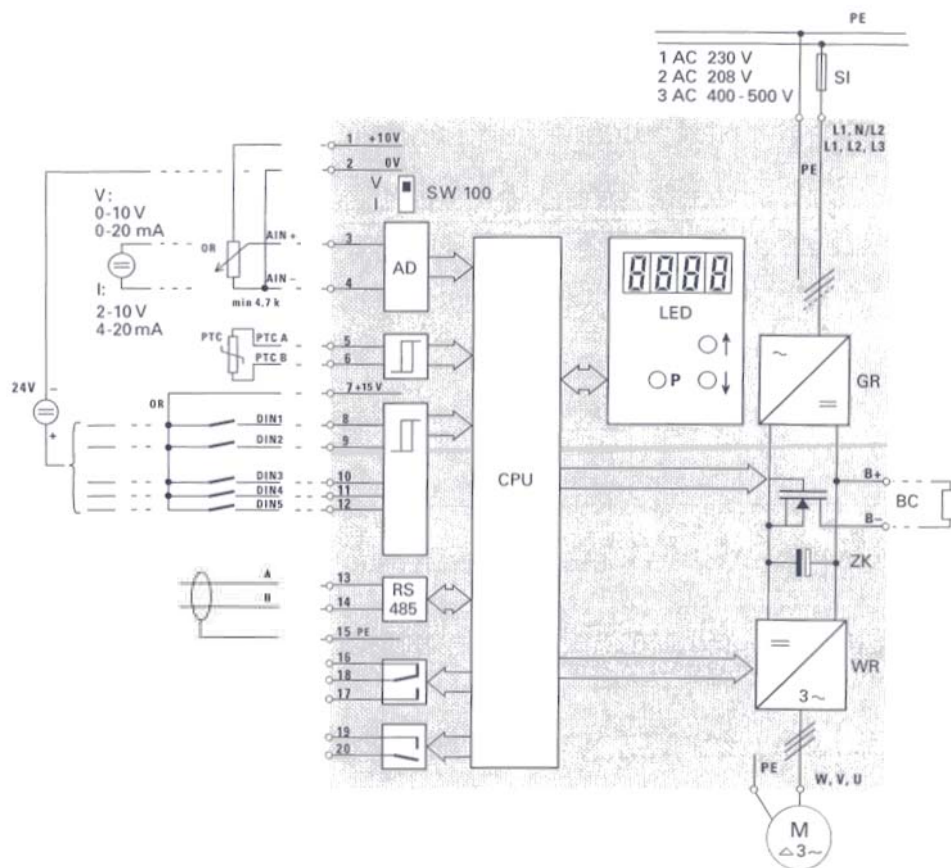 PE
1 AC 230 V
2 AC 208 V
3 AC 400 - 500 V
SI
L1, N/L2
L1, L2, L3
PE
1 +10V
2 0V
V
I
SW 100
V:
0-10 V
0-20 mA
OR
AIN +
3
AIN -
4
AD
min 4.7 k
I:
2-10 V
4-20 mA
LED
P
PTC
PTC A
5
PTC B
6
GR
24V
-
+
7 +15 V
OR
DIN1
8
DIN2
9
DIN3
10
DIN4
11
DIN5
12
CPU
B+
BC
B-
ZK
A
13
B
14
RS
485
15 PE
16
18
17
WR
3~
19
20
PE
W, V, U
M
△3~